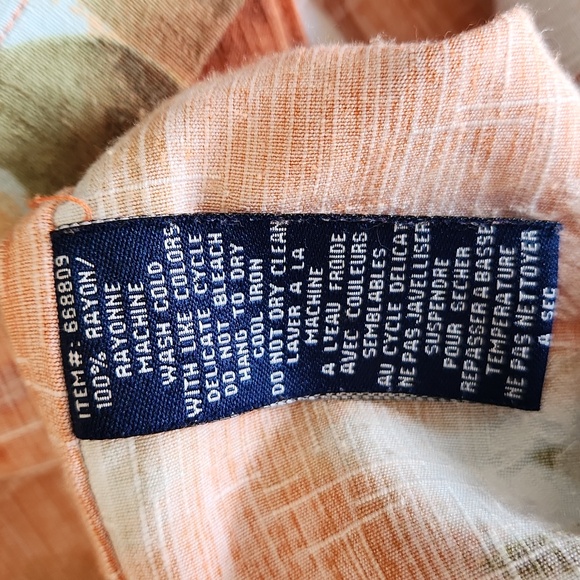 ITEM#: 668809
100% RAYON/
RAYONNE
MACHINE
WASH COLD
WITH LIKE COLORS
DELICATE CYCLE
DO NOT BLEACH
HANG TO DRY
COOL IRON
DO NOT DRY CLEAN
LAVER A LA
MACHINE
A L'EAU FROIDE
AVEC COULEURS
SEMBLABLES
AU CYCLE DELICAT
NE PAS JAVELLISER
SUSPENDRE
POUR SECHER
REPASSER A BASSE
TEMPERATURE
NE PAS NETTOYER
A SEC